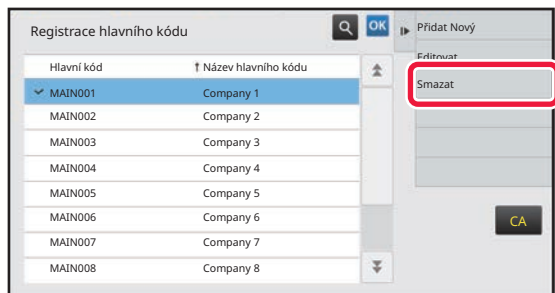 Registrace hlavního kódu
OK
Přidat Nový
Editovat
Smazat
Hlavní kód
Název hlavního kódu
MAIN001 Company 1
MAIN002 Company 2
MAIN003 Company 3
MAIN004 Company 4
MAIN005 Company 5
MAIN006 Company 6
MAIN007 Company 7
MAIN008 Company 8
CA